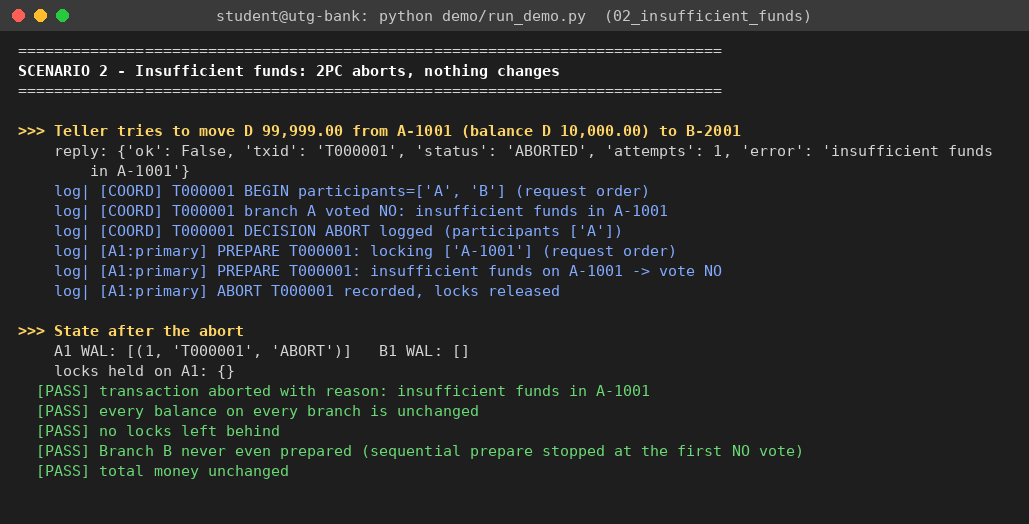 student@utg-bank: python demo/run_demo.py (02_insufficient_funds)
==============================================================================
SCENARIO 2 - Insufficient funds: 2PC aborts, nothing changes
==============================================================================
>>> Teller tries to move D 99,999.00 from A-1001 (balance D 10,000.00) to B-2001
reply: {'ok': False, 'txid': 'T000001', 'status': 'ABORTED', 'attempts': 1, 'error': 'insufficient funds
in A-1001'}
log| [COORD] T000001 BEGIN participants=['A', 'B'] (request order)
log| [COORD] T000001 branch A voted NO: insufficient funds in A-1001
log| [COORD] T000001 DECISION ABORT logged (participants ['A'])
log| [A1:primary] PREPARE T000001: locking ['A-1001'] (request order)
log| [A1:primary] PREPARE T000001: insufficient funds on A-1001 -> vote NO
log| [A1:primary] ABORT T000001 recorded, locks released
>>> State after the abort
A1 WAL: [(1, 'T000001', 'ABORT')]   B1 WAL: []
locks held on A1: {}
[PASS] transaction aborted with reason: insufficient funds in A-1001
[PASS] every balance on every branch is unchanged
[PASS] no locks left behind
[PASS] Branch B never even prepared (sequential prepare stopped at the first NO vote)
[PASS] total money unchanged